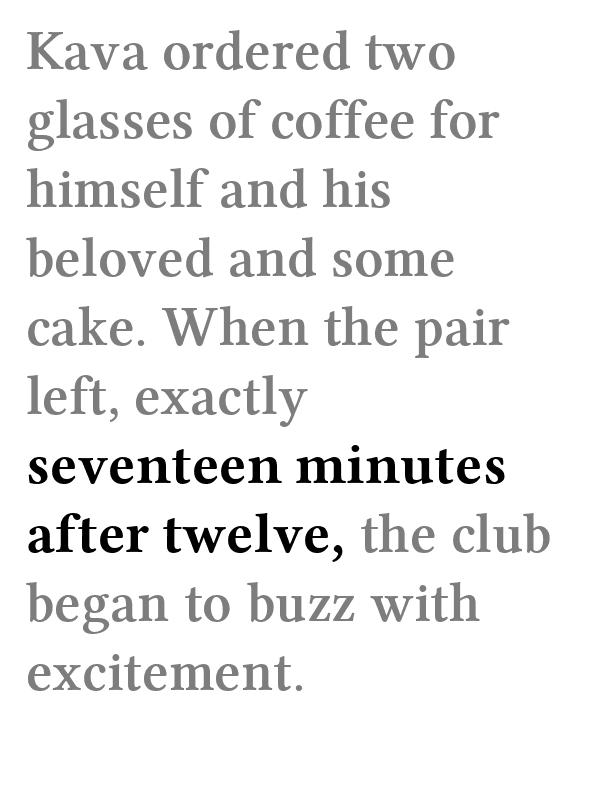 Kava ordered two
glasses of coffee for
himself and his
beloved and some
cake. When the pair
left, exactly
seventeen minutes
after twelve, the club
began to buzz with
excitement.